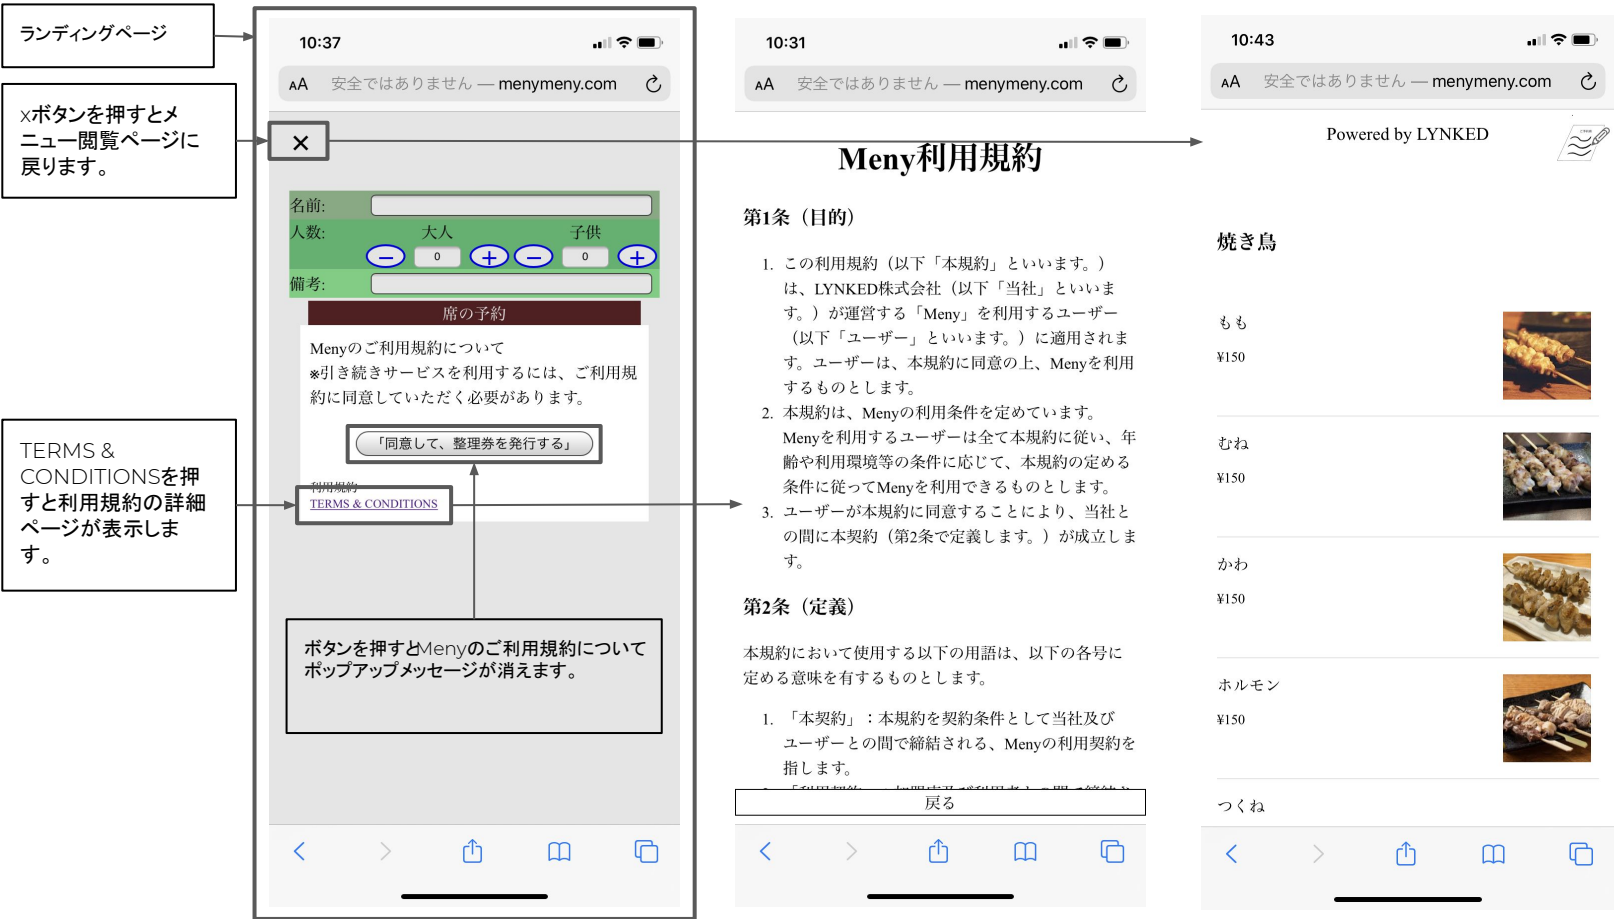 ランディングページ
xボタンを押すとメ
ニュー閲覧ページに
戻ります。
TERMS &
CONDITIONSを押
すと利用規約の詳細
ページが表示しま
す。
10:37
AA 安全ではありません — menymeny.com
×
名前:
人数: 大人 子供
− 0 + − 0 +
備考:
席の予約
Menyのご利用規約について
※引き続きサービスを利用するには、ご利用規
約に同意していただく必要があります。
「同意して、整理券を発行する」
利用規約
TERMS & CONDITIONS
ボタンを押すとMenyのご利用規約について
ポップアップメッセージが消えます。
10:31
AA 安全ではありません — menymeny.com
Meny利用規約
第1条（目的）
1. この利用規約（以下「本規約」といいます。）
は、LYNKED株式会社（以下「当社」といいま
す。）が運営する「Meny」を利用するユーザー
（以下「ユーザー」といいます。）に適用されま
す。ユーザーは、本規約に同意の上、Menyを利用
するものとします。
2. 本規約は、Menyの利用条件を定めています。
Menyを利用するユーザーは全て本規約に従い、年
齢や利用環境等の条件に応じて、本規約の定める
条件に従ってMenyを利用できるものとします。
3. ユーザーが本規約に同意することにより、当社と
の間に本契約（第2条で定義します。）が成立しま
す。
第2条（定義）
本規約において使用する以下の用語は、以下の各号に
定める意味を有するものとします。
1. 「本契約」：本規約を契約条件として当社及び
ユーザーとの間で締結される、Menyの利用契約を
指します。
戻る
10:43
AA 安全ではありません — menymeny.com
Powered by LYNKED
焼き鳥
もも
¥150
むね
¥150
かわ
¥150
ホルモン
¥150
つくね